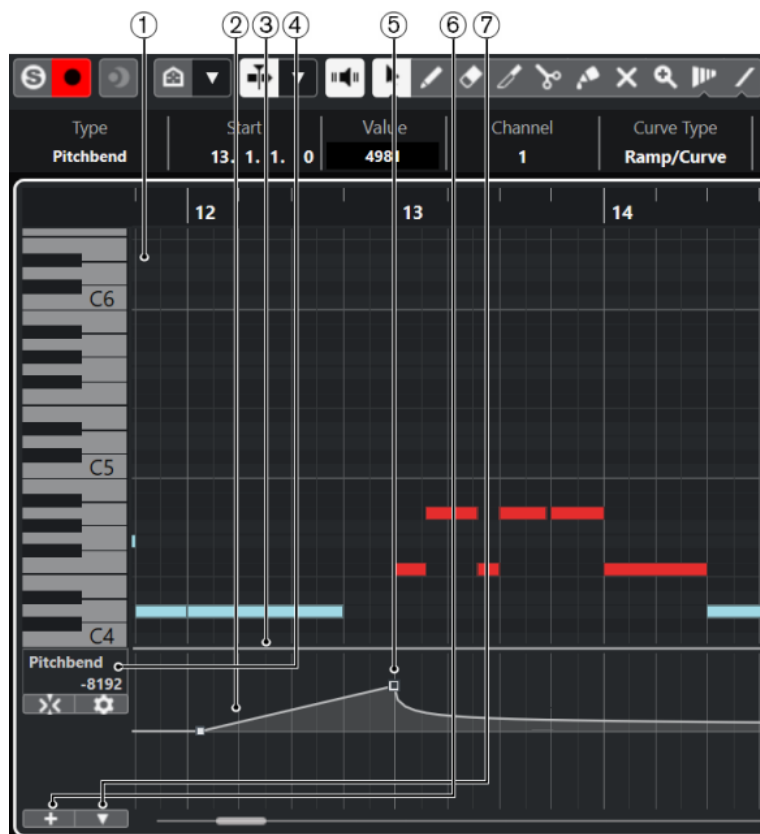 ① ② ③ ④ ⑤ ⑥ ⑦
S
Type Start Value Channel Curve Type
Pitchbend 13. 1. 1. 0 4981 1 Ramp/Curve
12 13 14
C6
C5
C4
Pitchbend
-8192